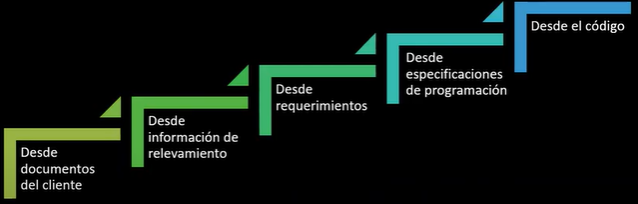 Desde
documentos
del cliente
Desde
información de
relevamiento
Desde
requerimientos
Desde
especificaciones
de programación
Desde el código